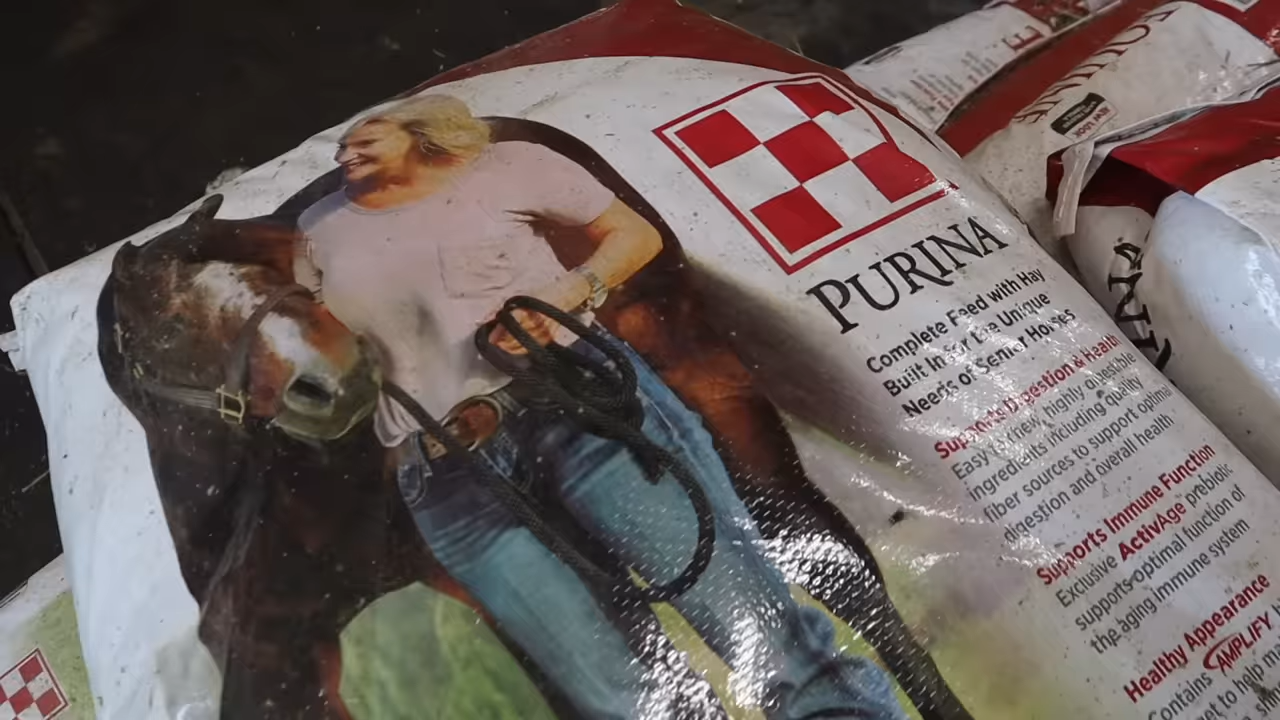 PURINA
Complete Feed with Hay
Built In for the Unique
Needs of Senior Horses
Supports Digestion & Health
Easy to chew, highly digestible
ingredients including quality
fiber sources to support optimal
digestion and overall health
Supports Immune Function
Exclusive ActivAge prebiotic
supports optimal function of
the aging immune system
Healthy Appearance
Contains AMPLIFY
to help